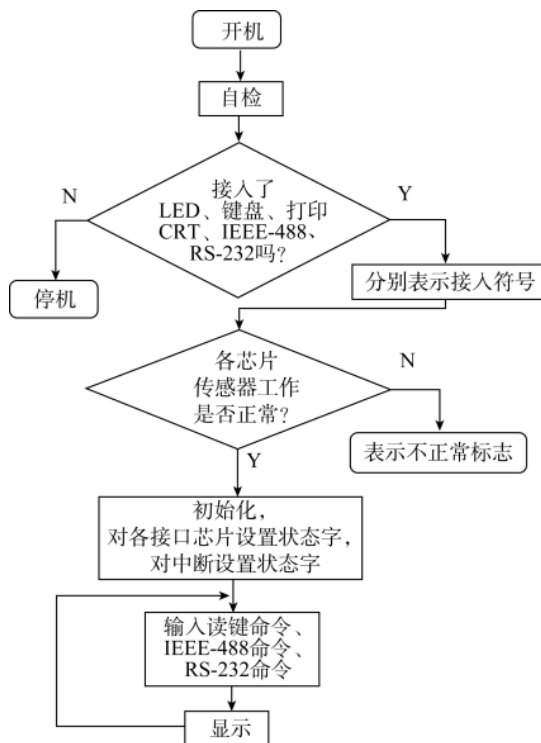 开机
自检
接入了
LED、键盘、打印
CRT、IEEE-488、
RS-232吗？
N
Y
停机
分别表示接入符号
各芯片
传感器工作
是否正常？
N
Y
表示不正常标志
初始化，
对各接口芯片设置状态字，
对中断设置状态字
输入读键命令、
IEEE-488命令、
RS-232命令
显示